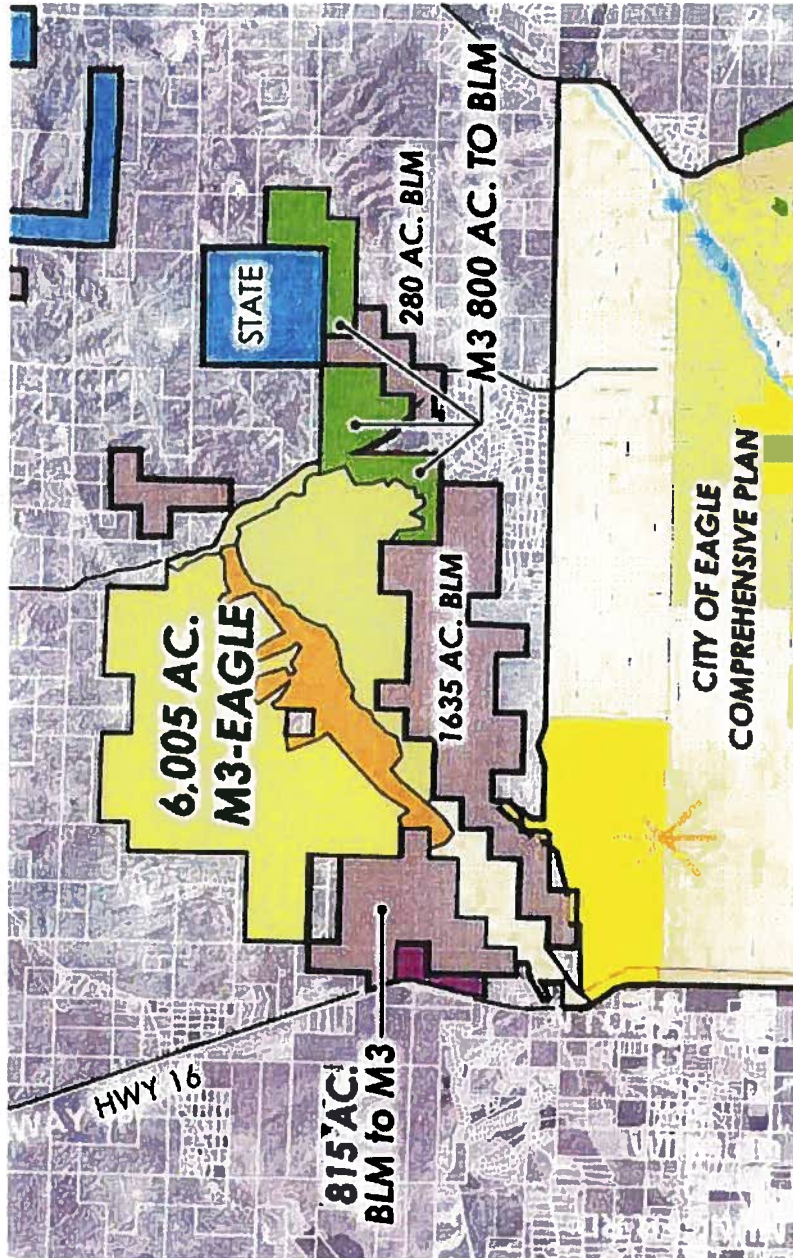 WAY HWY 16
815 AC.
BLM to M3
6,005 AC.
M3-EAGLE
1635 AC. BLM
STATE
280 AC. BLM
M3 800 AC. TO BLM
CITY OF EAGLE
COMPREHENSIVE PLAN